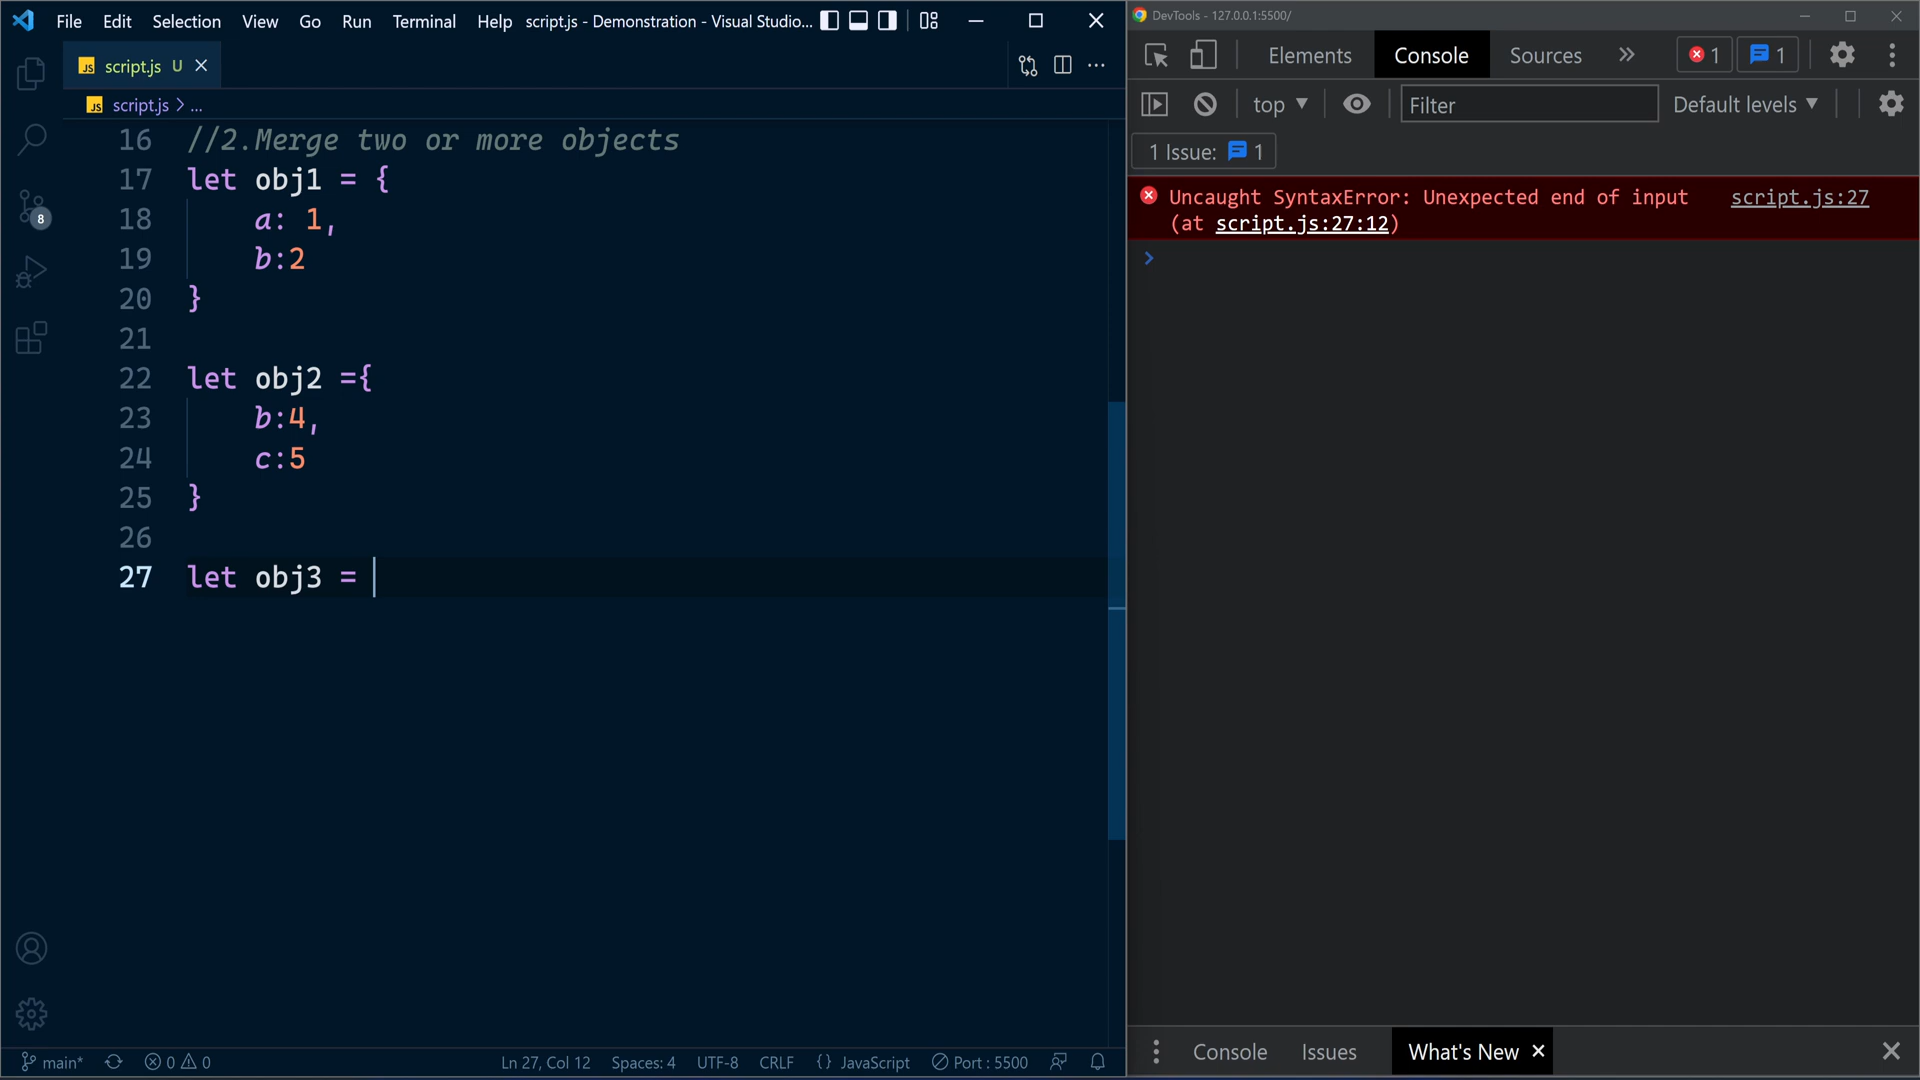 File Edit Selection View Go Run Terminal Help script.js - Demonstration - Visual Studio...
script.js U
script.js > ...
16 //2.Merge two or more objects
17 let obj1 = {
18 a: 1,
19 b:2
20 }
21
22 let obj2 ={
23 b:4,
24 c:5
25 }
26
27 let obj3 =
8
main* 0 0 Ln 27, Col 12 Spaces: 4 UTF-8 CRLF {} JavaScript Port : 5500
DevTools - 127.0.0.1:5500/
Elements Console Sources 1 1
top Filter Default levels
1 Issue: 1
Uncaught SyntaxError: Unexpected end of input script.js:27
(at script.js:27:12)
Console Issues What's New